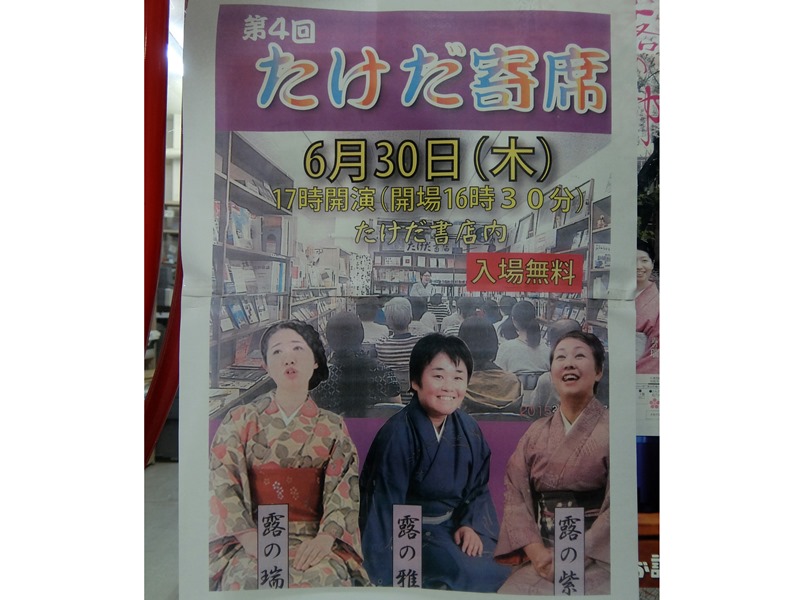 第4回
たけだ寄席
6月30日(木)
17時開演(開場16時30分)
たけだ書店内
入場無料
露の瑞
露の雅
露の紫